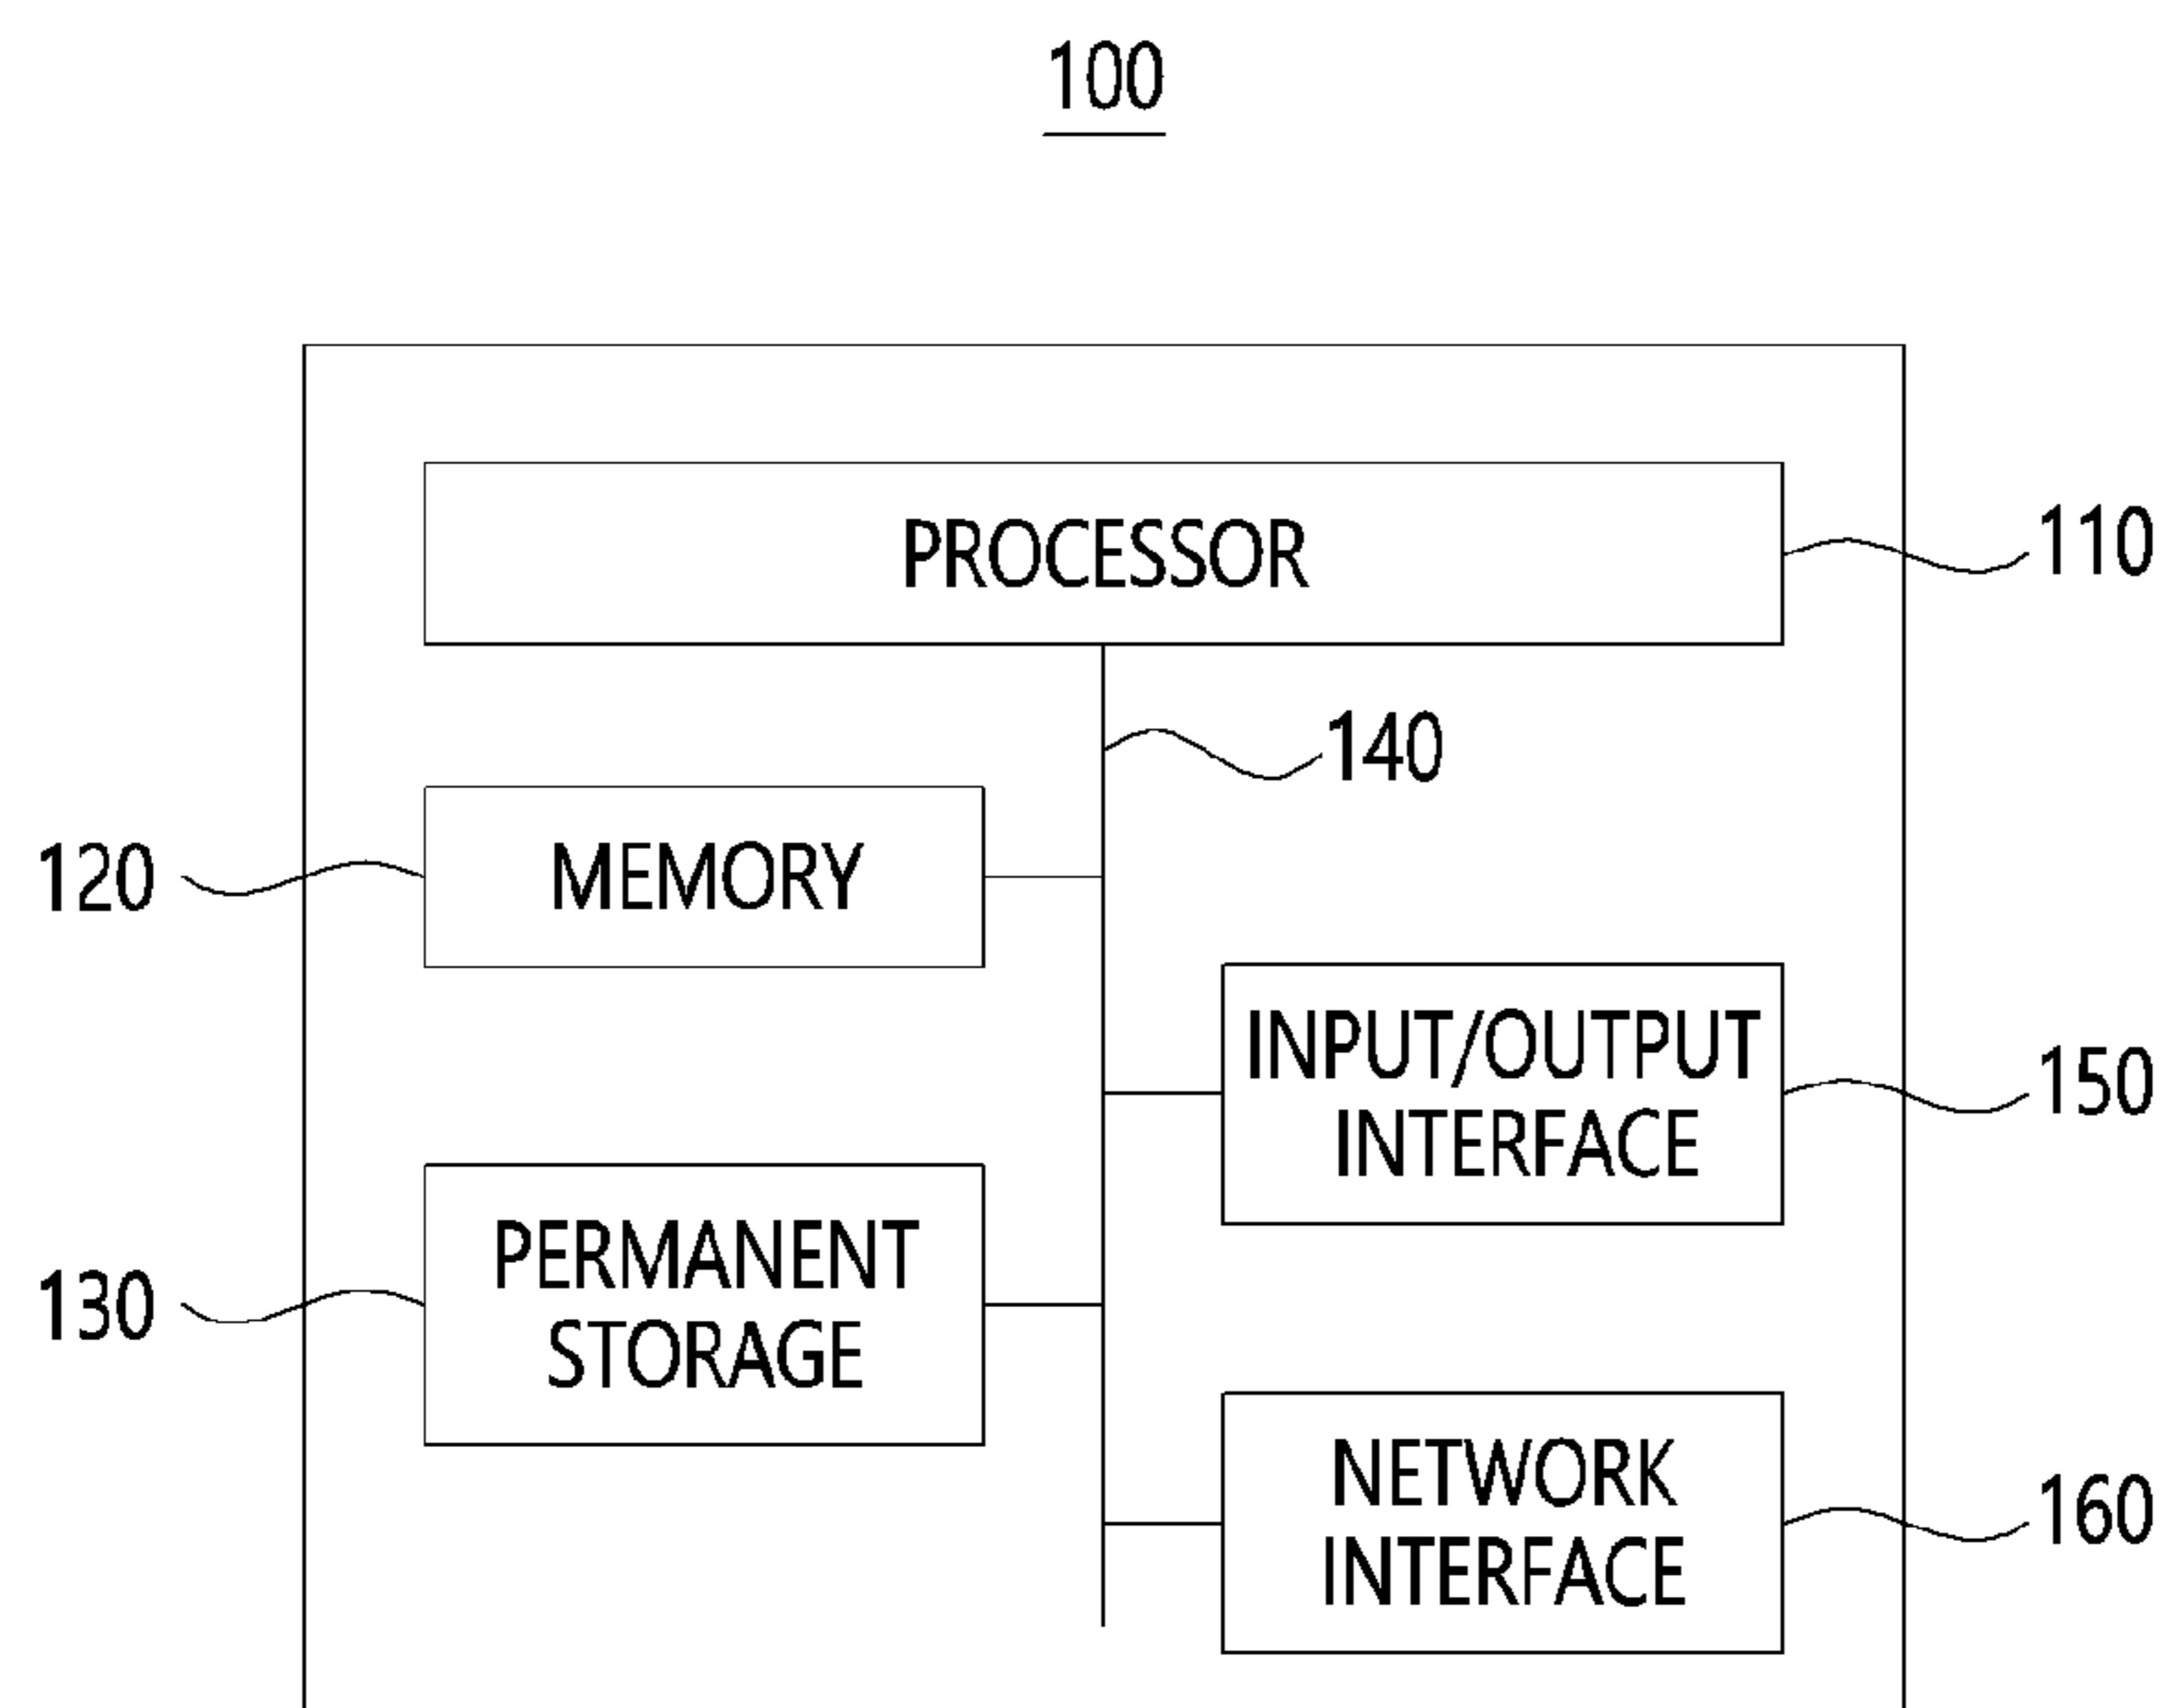 100
PROCESSOR
110
140
120
MEMORY
INPUT/OUTPUT
INTERFACE
150
PERMANENT
STORAGE
130
NETWORK
INTERFACE
160